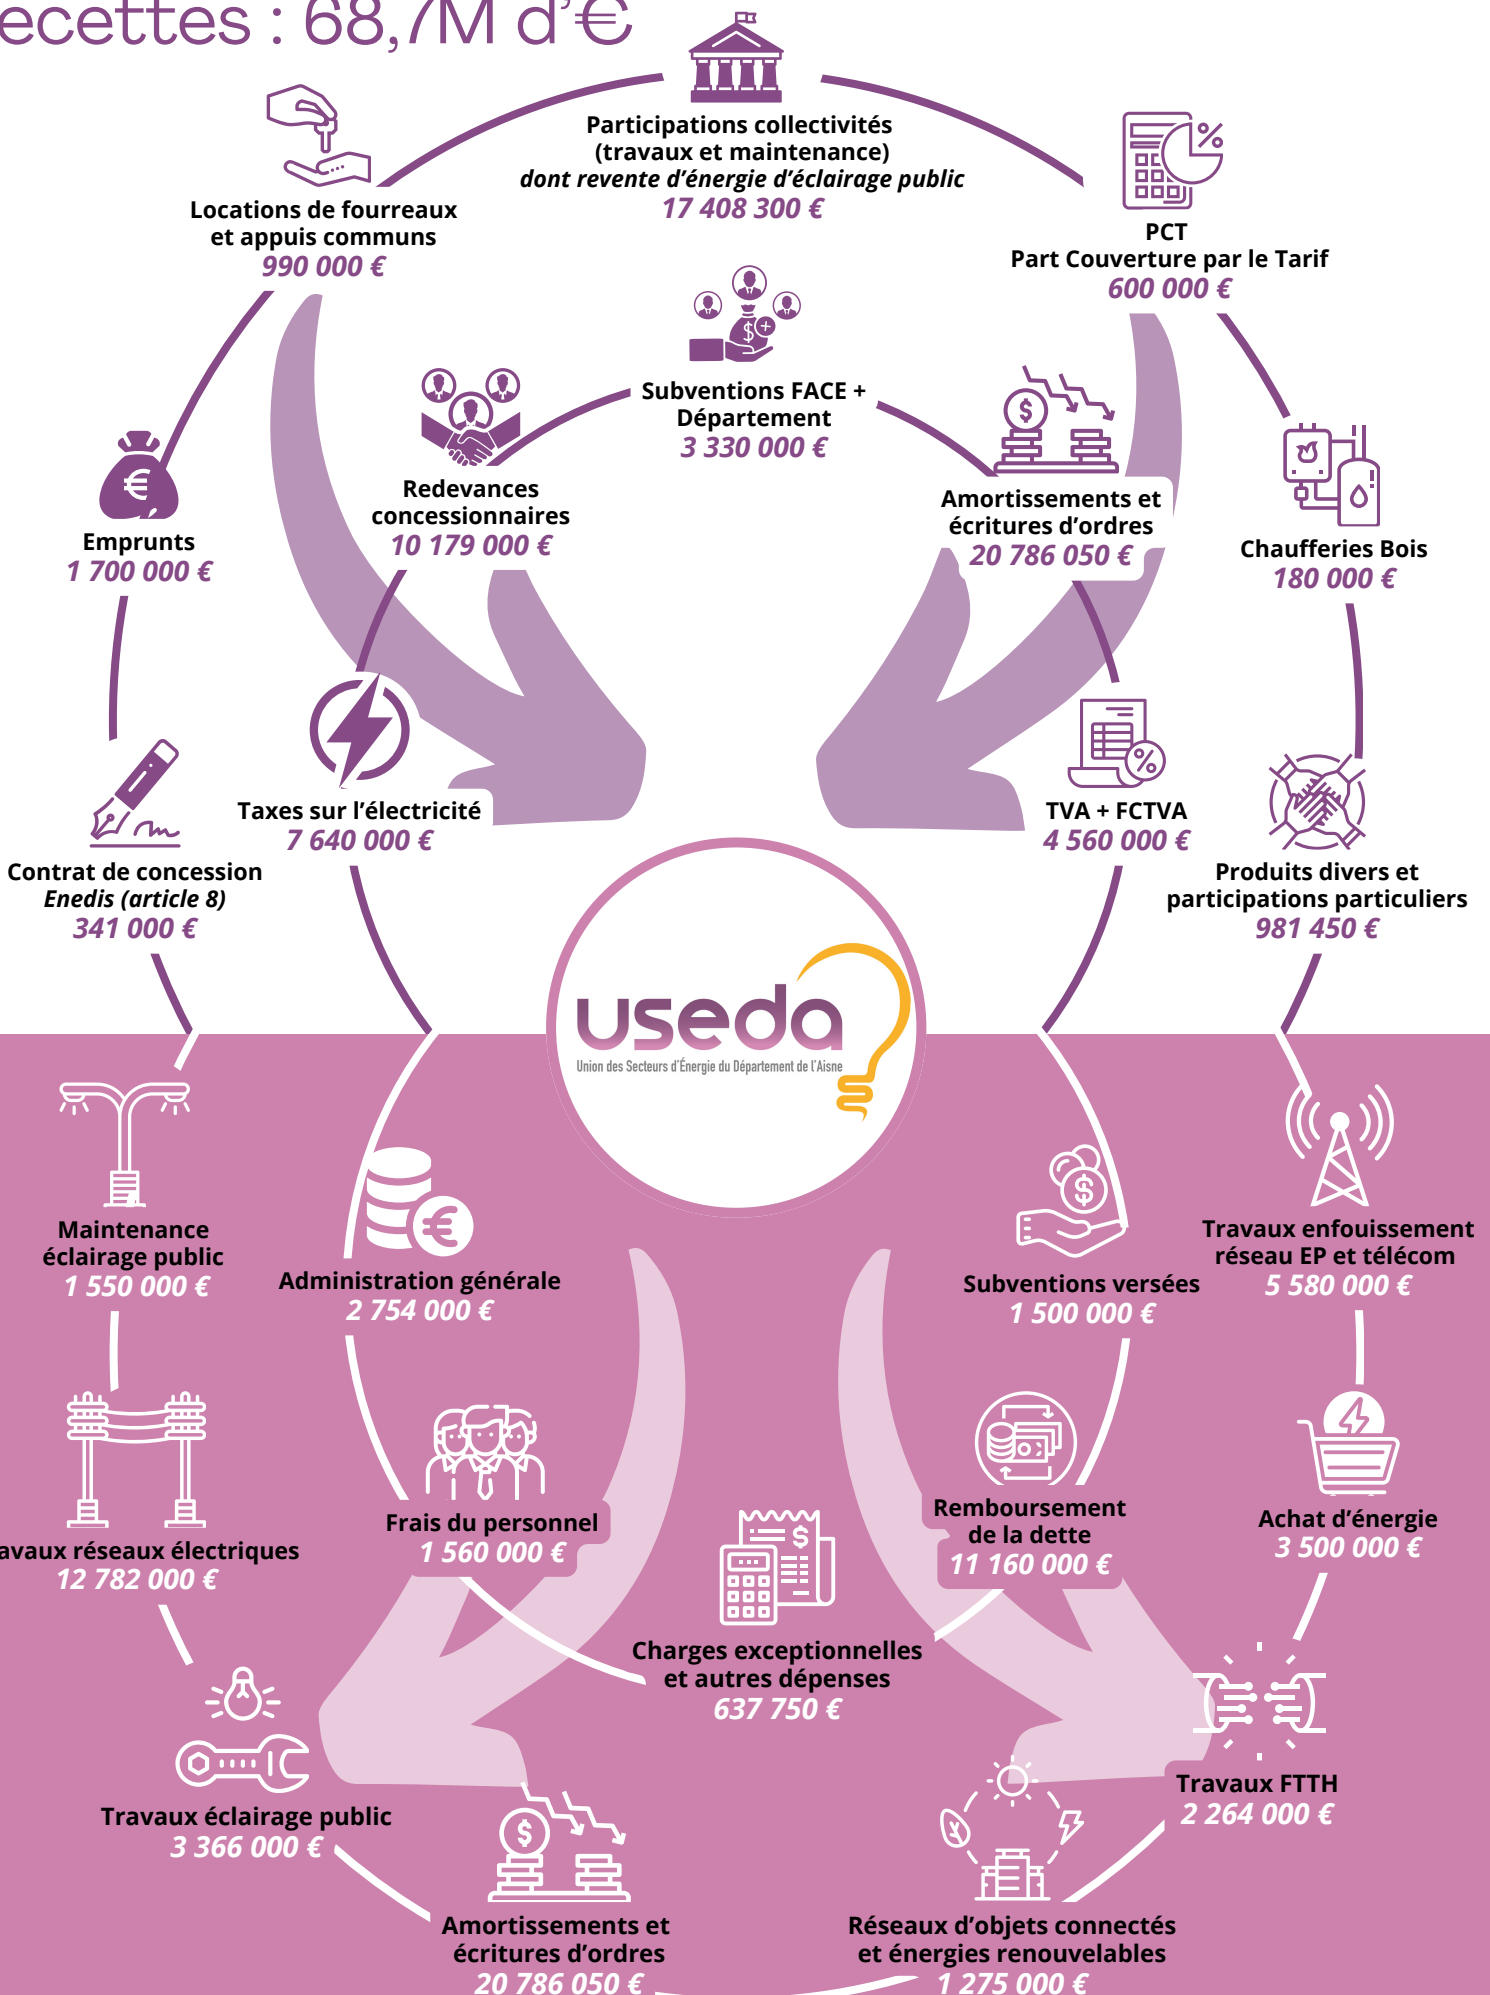 ecettes : 68,7M d'€
Participations collectivités
(travaux et maintenance)
dont revente d'énergie d'éclairage public
17 408 300 €
Locations de fourreaux
et appuis communs
990 000 €
PCT
Part Couverture par le Tarif
600 000 €
Subventions FACE +
Département
3 330 000 €
Redevances
concessionnaires
10 179 000 €
Amortissements et
écritures d'ordres
20 786 050 €
Emprunts
1 700 000 €
Chaufferies Bois
180 000 €
Taxes sur l'électricité
7 640 000 €
TVA + FCTVA
4 560 000 €
Contrat de concession
Enedis (article 8)
341 000 €
Produits divers et
participations particuliers
981 450 €
useda
Union des Secteurs d'Énergie du Département de l'Aisne
Maintenance
éclairage public
1 550 000 €
Administration générale
2 754 000 €
Subventions versées
1 500 000 €
Travaux enfouissement
réseau EP et télécom
5 580 000 €
avaux réseaux électriques
12 782 000 €
Frais du personnel
1 560 000 €
Remboursement
de la dette
11 160 000 €
Achat d'énergie
3 500 000 €
Charges exceptionnelles
et autres dépenses
637 750 €
Travaux éclairage public
3 366 000 €
Travaux FTTH
2 264 000 €
Amortissements et
écritures d'ordres
20 786 050 €
Réseaux d'objets connectés
et énergies renouvelables
1 275 000 €